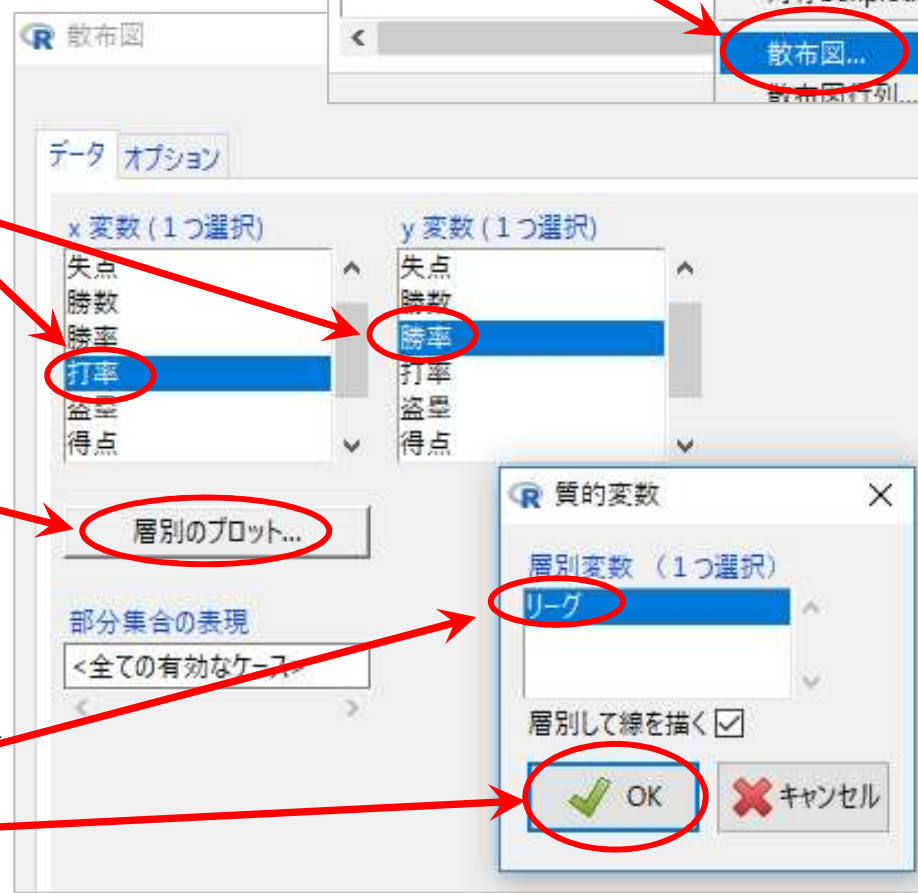 散布図
散布図...
散布図行列...
データ オプション
x 変数 (1つ選択)
y 変数 (1つ選択)
失点
勝数
勝率
打率
盗塁
得点
失点
勝数
勝率
打率
盗塁
得点
層別のプロット...
部分集合の表現
<全ての有効なケース>
質的変数
層別変数 (1つ選択)
リーグ
層別して線を描く
OK
キャンセル